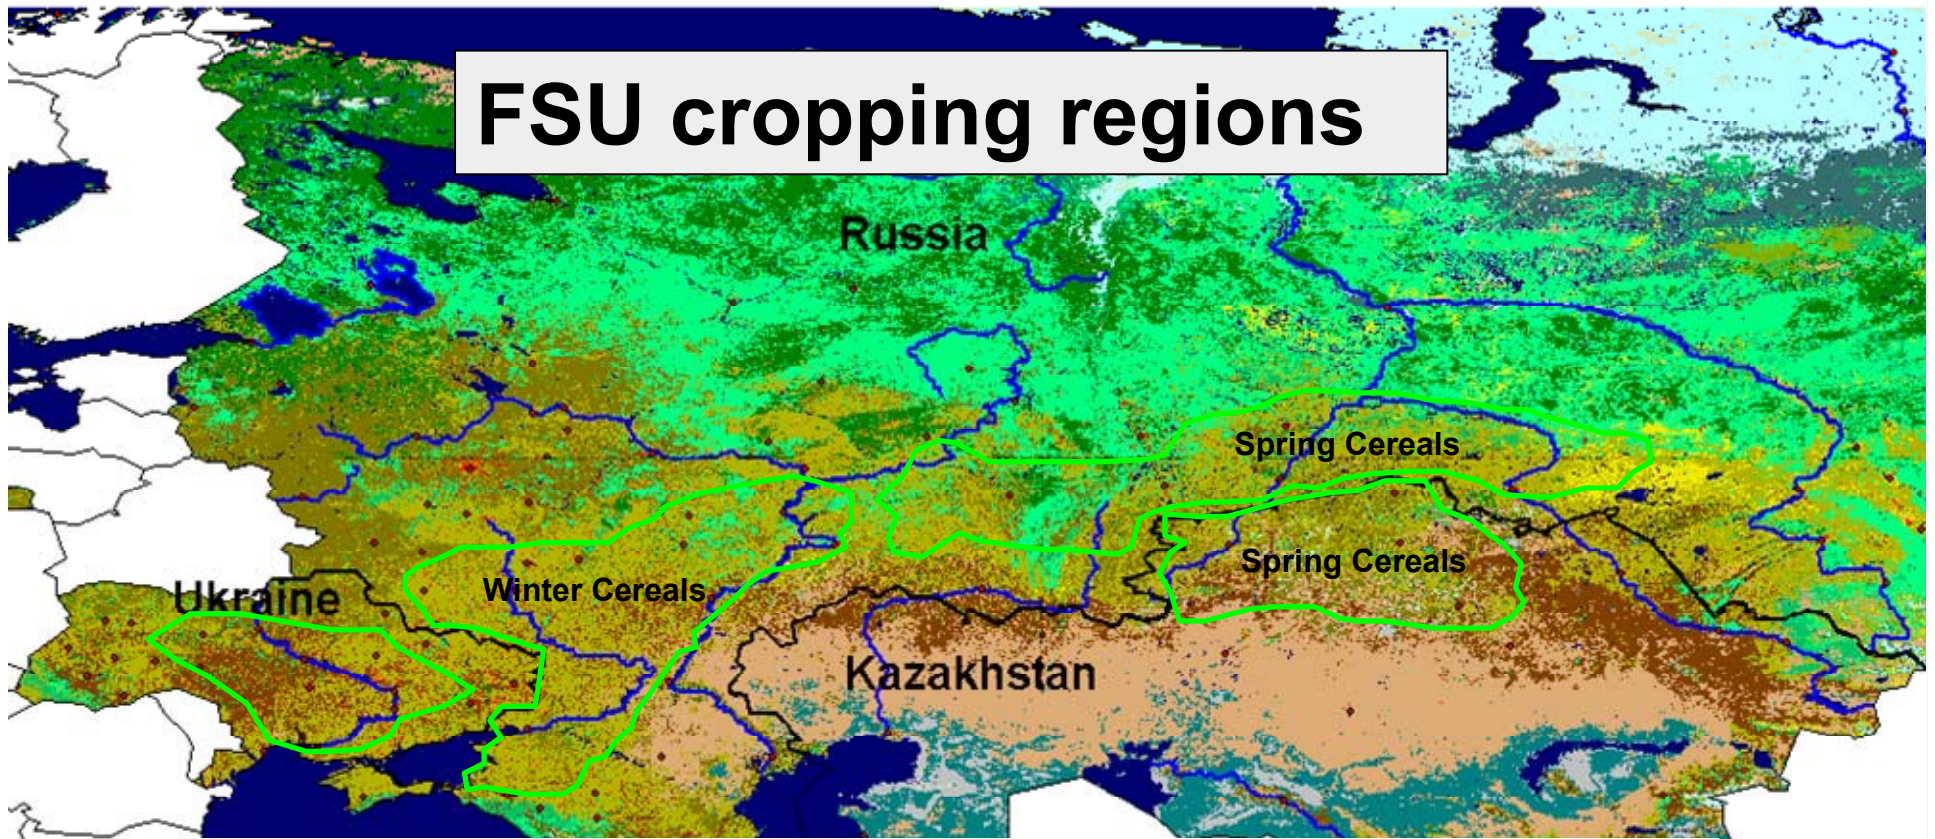 FSU cropping regions
Russia
Spring Cereals
Spring Cereals
Winter Cereals
Ukraine
Kazakhstan